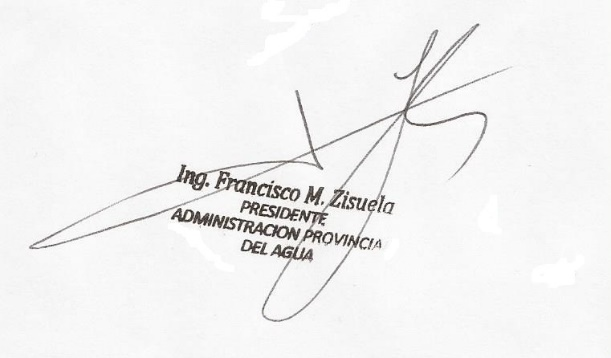 Ing. Francisco M. Zisuela
PRESIDENTE
ADMINISTRACION PROVINCIA
DEL AGUA